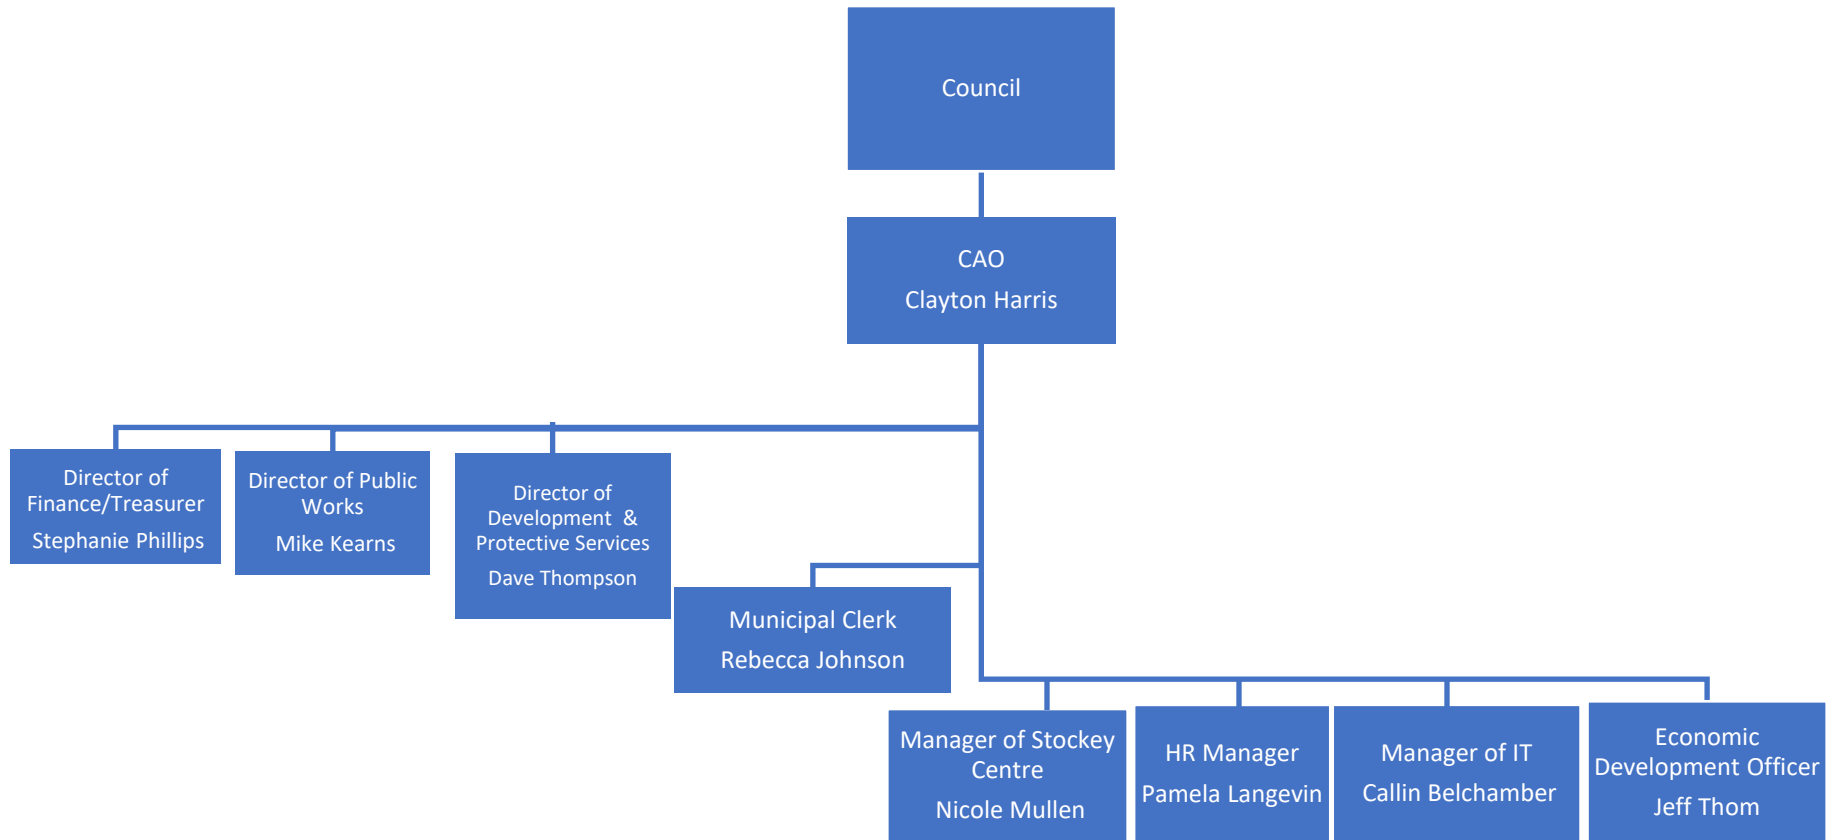 Council
CAO
Clayton Harris
Director of
Finance/Treasurer
Stephanie Phillips
Director of Public
Works
Mike Kearns
Director of
Development & 
Protective Services
Dave Thompson
Municipal Clerk
Rebecca Johnson
Manager of Stockey
Centre
Nicole Mullen
HR Manager
Pamela Langevin
Manager of IT
Callin Belchamber
Economic
Development Officer
Jeff Thom